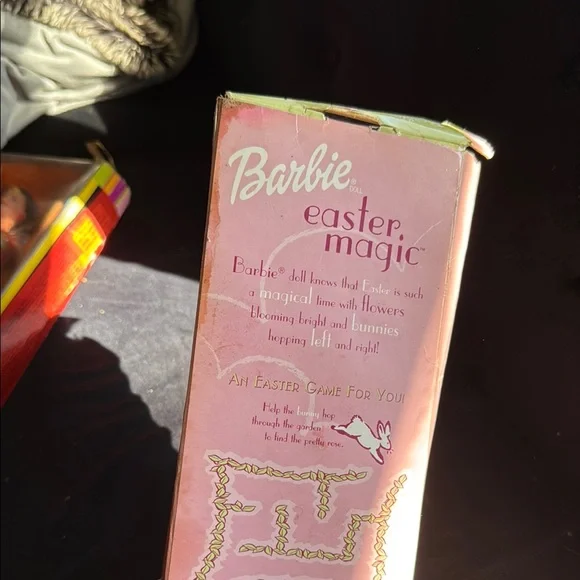 Barbie® DOLL
easter
magic™
Barbie® doll knows that Easter is such
a magical time with flowers
blooming bright and bunnies
hopping left and right!
AN EASTER GAME FOR YOU!
Help the bunny hop
through the garden
to find the pretty rose.